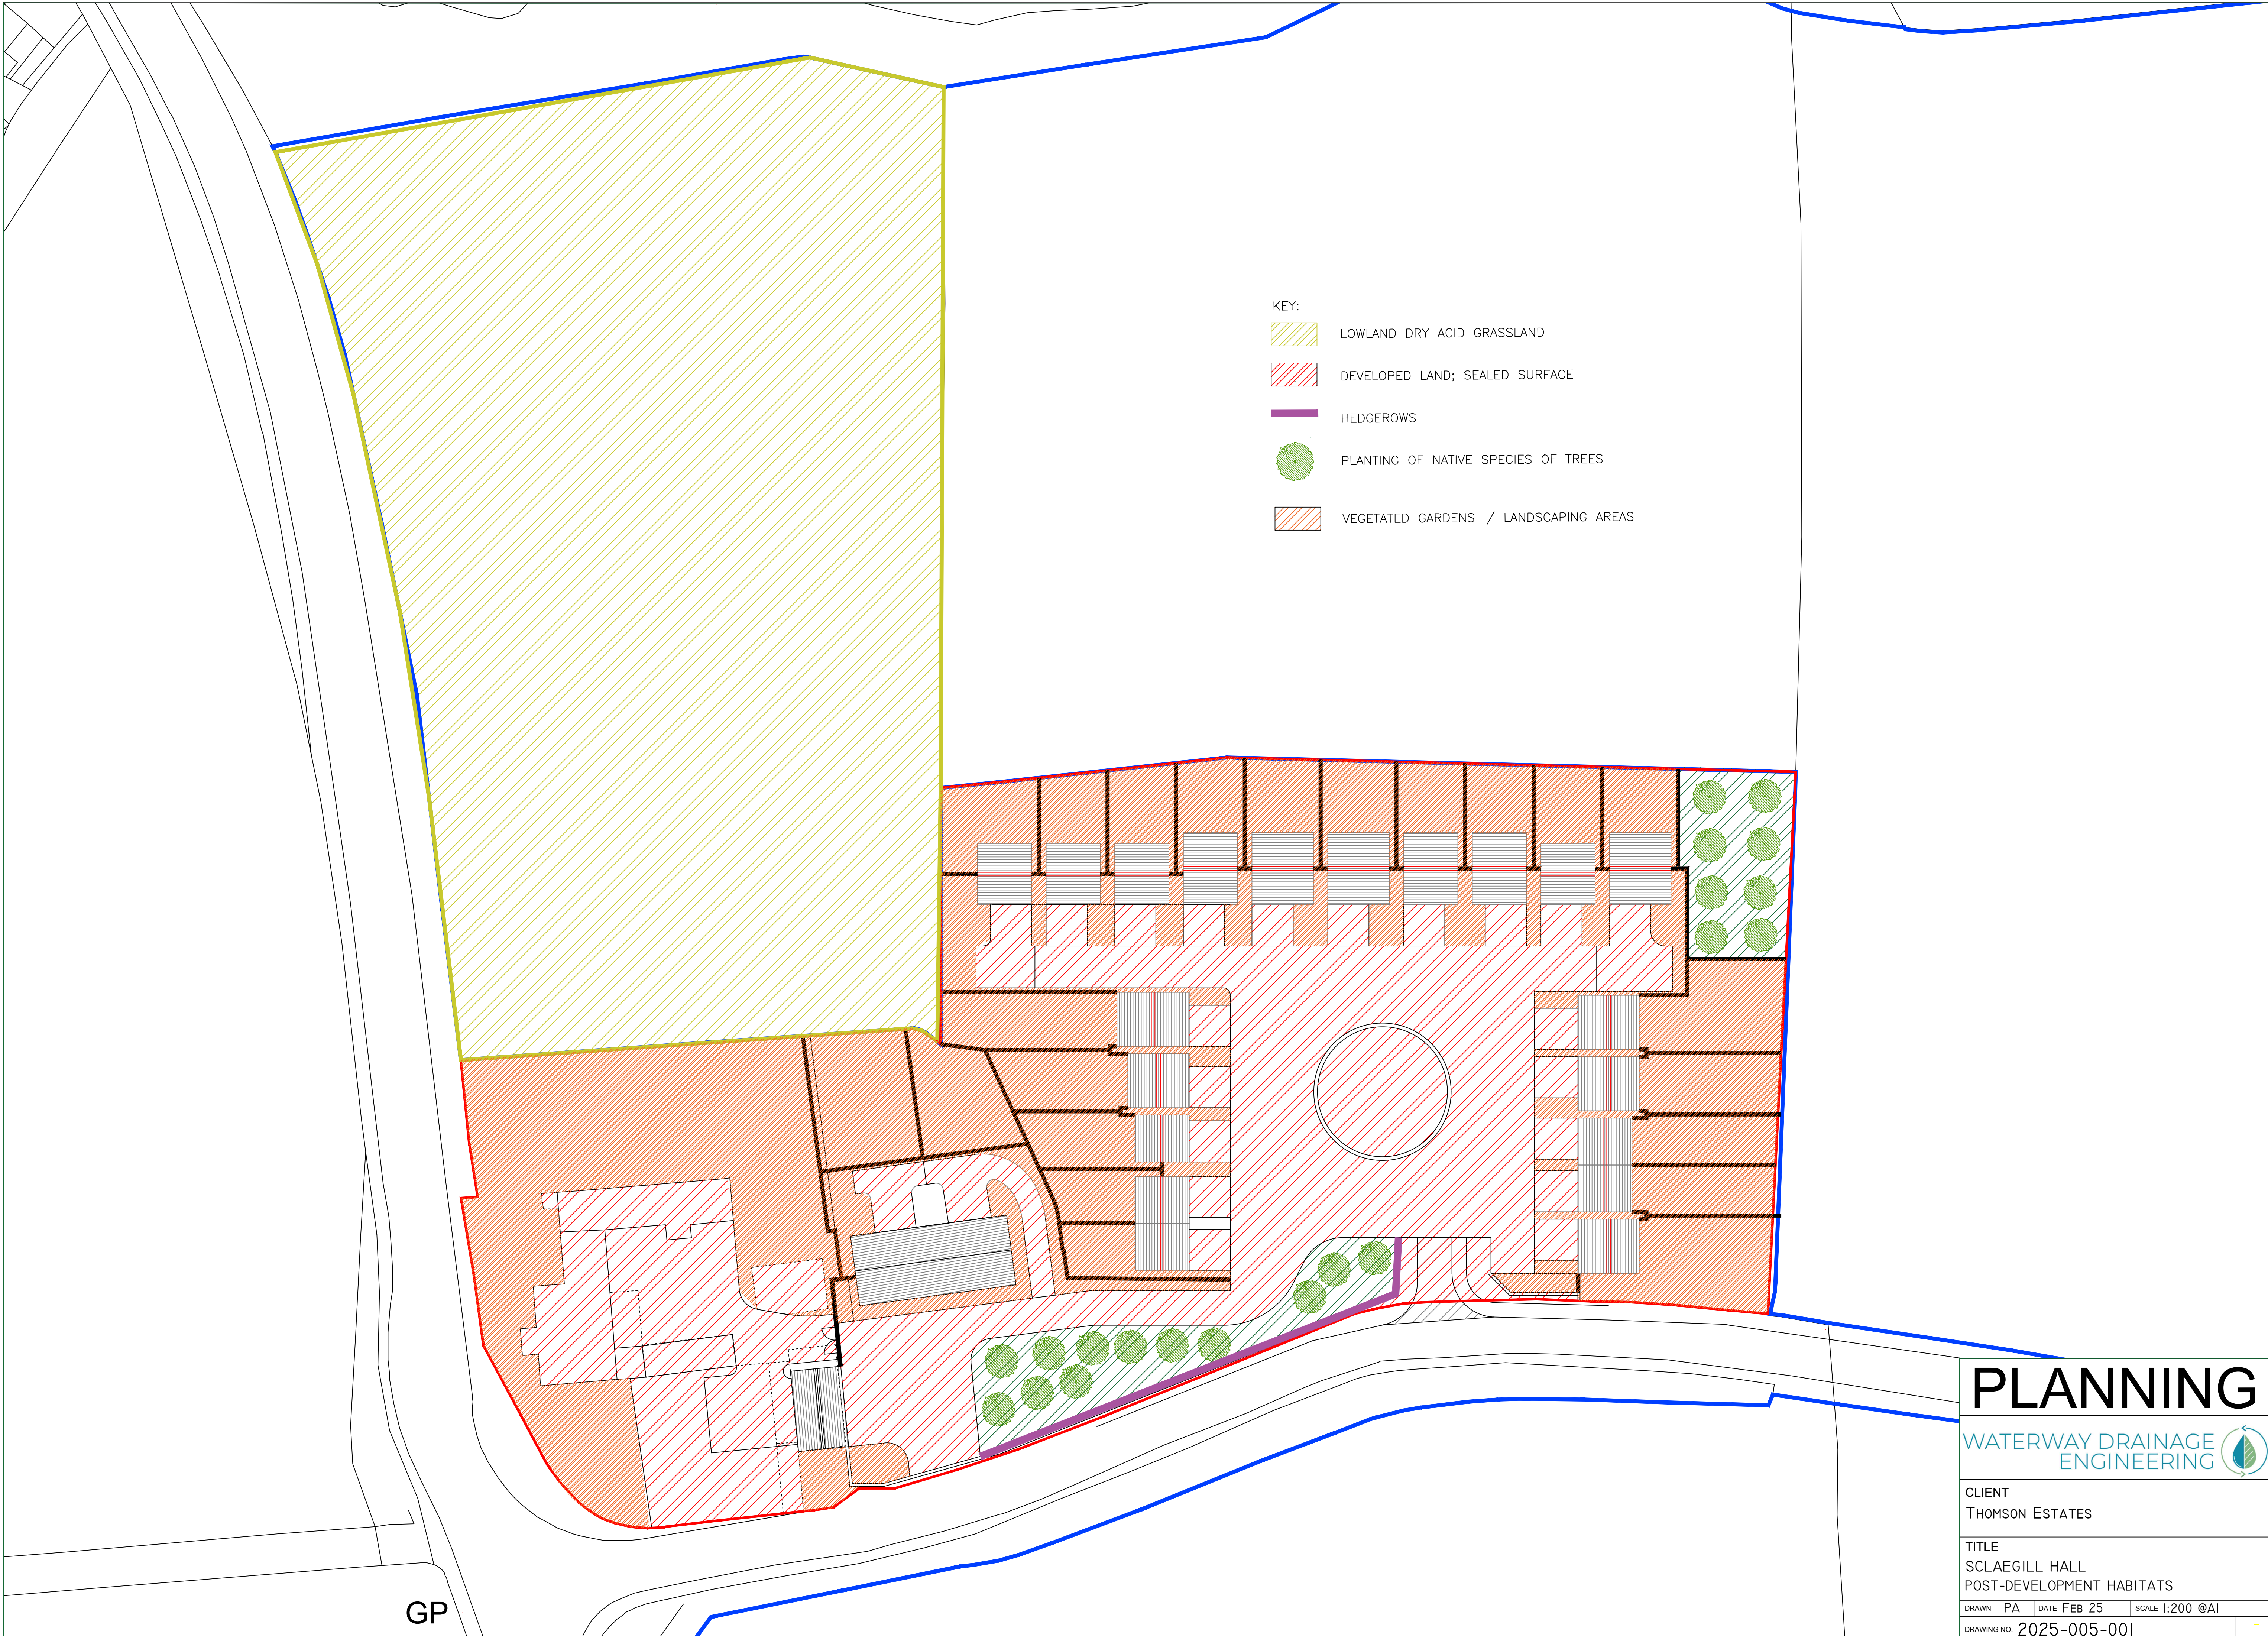 KEY:
LOWLAND DRY ACID GRASSLAND
DEVELOPED LAND; SEALED SURFACE
HEDGEROWS
PLANTING OF NATIVE SPECIES OF TREES
VEGETATED GARDENS / LANDSCAPING AREAS
GP
PLANNING
WATERWAY DRAINAGE
ENGINEERING
CLIENT
THOMSON ESTATES
TITLE
SCLAEGILL HALL
POST-DEVELOPMENT HABITATS
DRAWN PA DATE FEB 25 SCALE 1:200 @A1
DRAWING NO. 2025-005-001